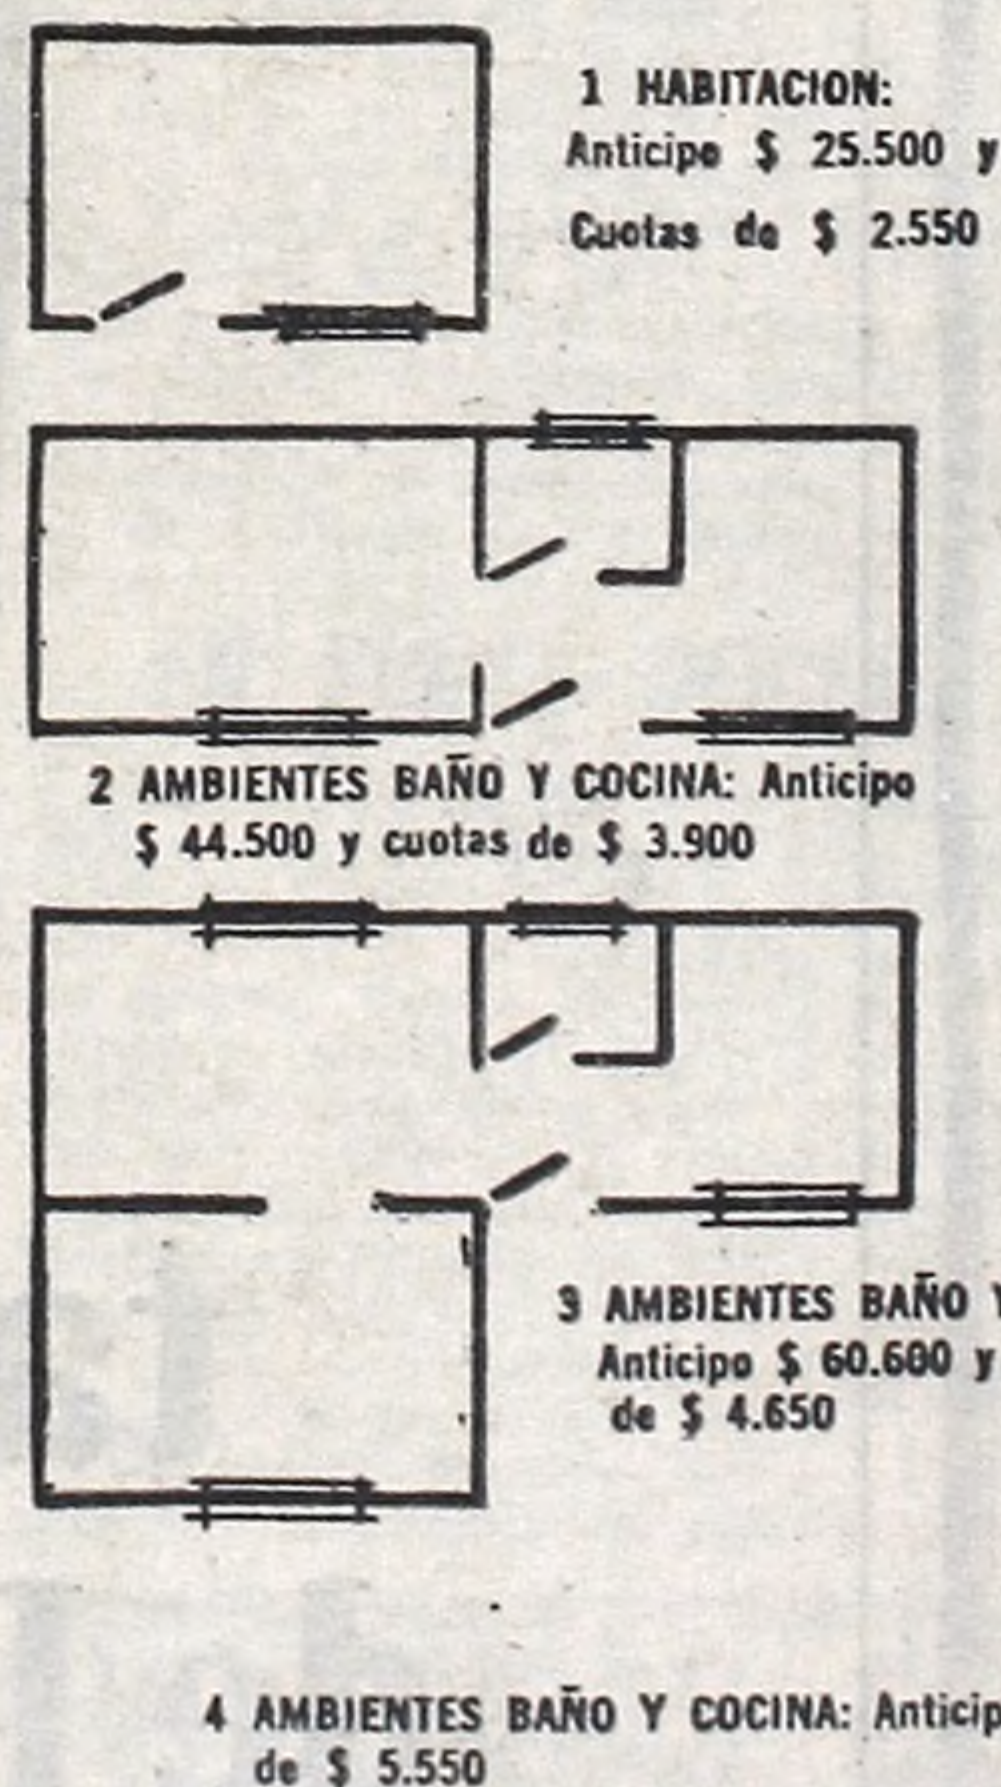 1 HABITACION:
Anticipo $ 25.500 y
Cuotas de $ 2.550
2 AMBIENTES BAÑO Y COCINA: Anticipo
$ 44.500 y cuotas de $ 3.900
3 AMBIENTES BAÑO Y
Anticipo $ 60.600 y
de $ 4.650
4 AMBIENTES BAÑO Y COCINA: Anticip
de $ 5.550